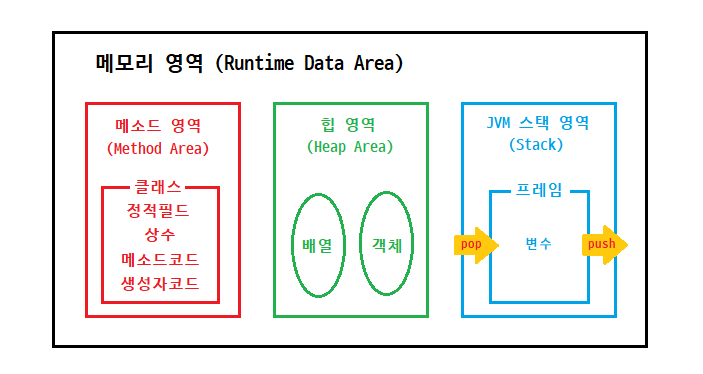 메모리 영역 (Runtime Data Area)
메소드 영역
(Method Area)
클래스
정적필드
상수
메소드코드
생성자코드
힙 영역
(Heap Area)
배열
객체
JVM 스택 영역
(Stack)
프레임
pop
변수
push